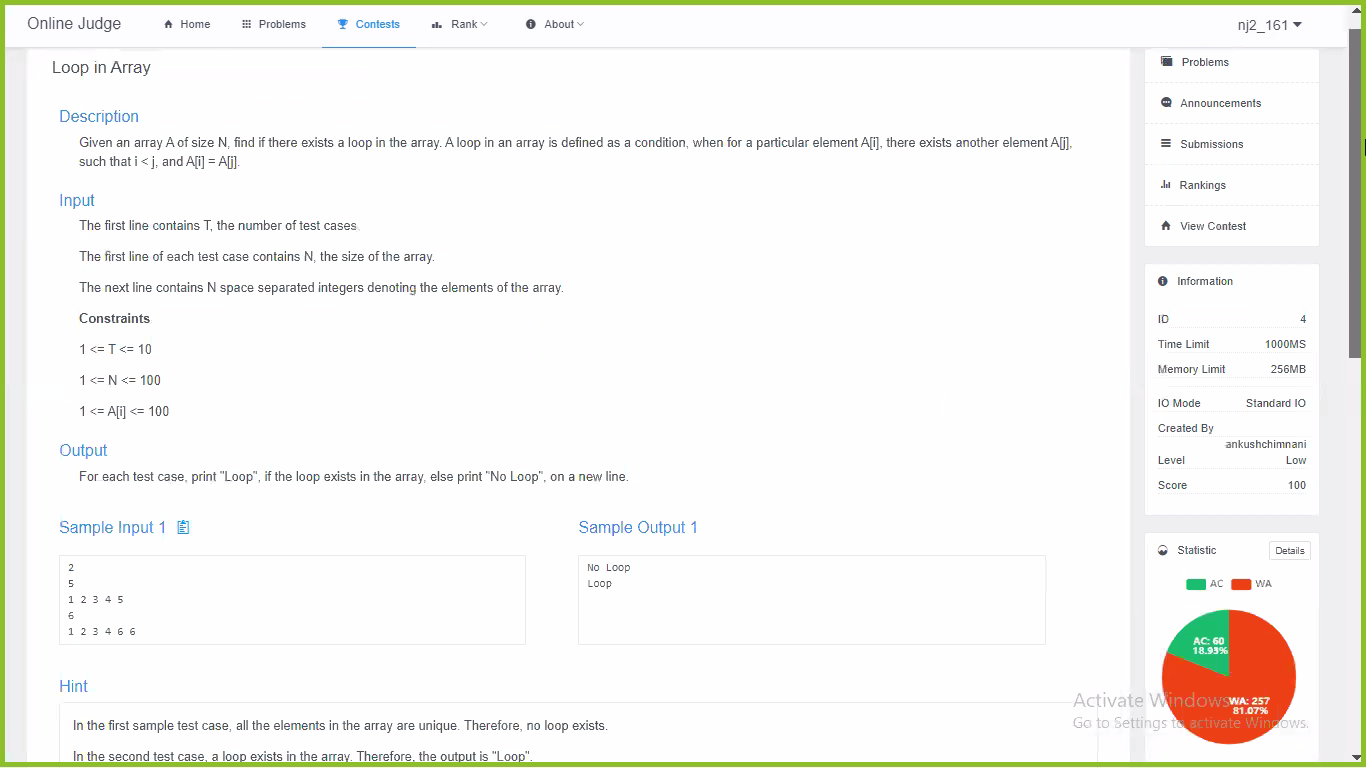 Online Judge
Home
Problems
Contests
Rank
About
nj2_161
Loop in Array
Description
Given an array A of size N, find if there exists a loop in the array. A loop in an array is defined as a condition, when for a particular element A[i], there exists another element A[j],
such that i < j, and A[i] = A[j].
Input
The first line contains T, the number of test cases.
The first line of each test case contains N, the size of the array.
The next line contains N space separated integers denoting the elements of the array.
Constraints
1 <= T <= 10
1 <= N <= 100
1 <= A[i] <= 100
Output
For each test case, print "Loop", if the loop exists in the array, else print "No Loop", on a new line.
Sample Input 1
2
5
1 2 3 4 5
6
1 2 3 4 6 6
Sample Output 1
No Loop
Loop
Hint
In the first sample test case, all the elements in the array are unique. Therefore, no loop exists.
In the second test case, a loop exists in the array. Therefore, the output is "Loop".
Problems
Announcements
Submissions
Rankings
View Contest
Information
ID 4
Time Limit 1000MS
Memory Limit 256MB
IO Mode Standard IO
Created By
ankushchimnani
Level Low
Score 100
Statistic Details
AC WA
AC: 60
18.93%
WA: 257
81.07%
Activate Windows
Go to Settings to activate Windows.